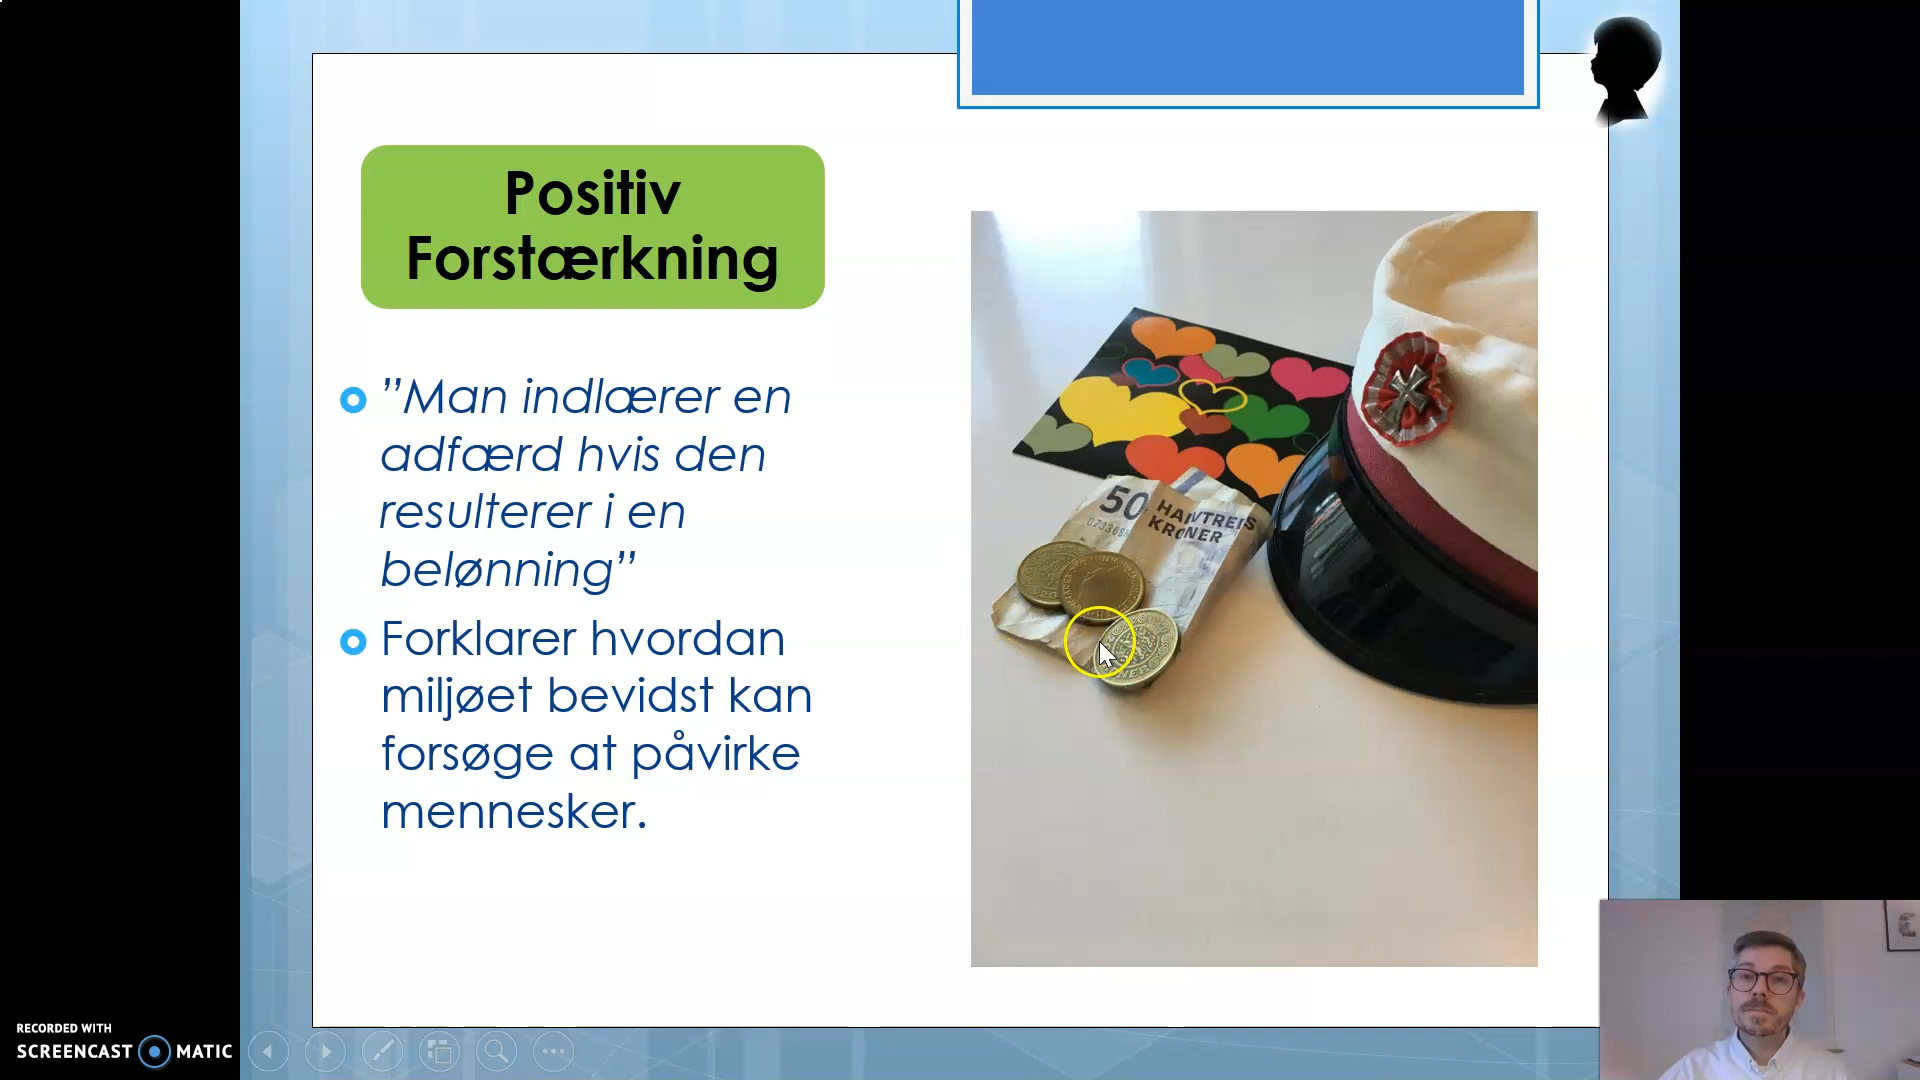 Positiv
Forstærkning
”Man indlærer en
adfærd hvis den
resulterer i en
belønning”
Forklarer hvordan
miljøet bevidst kan
forsøge at påvirke
mennesker.
50
HALVTREDS
KRONER
RECORDED WITH
SCREENCAST MATIC